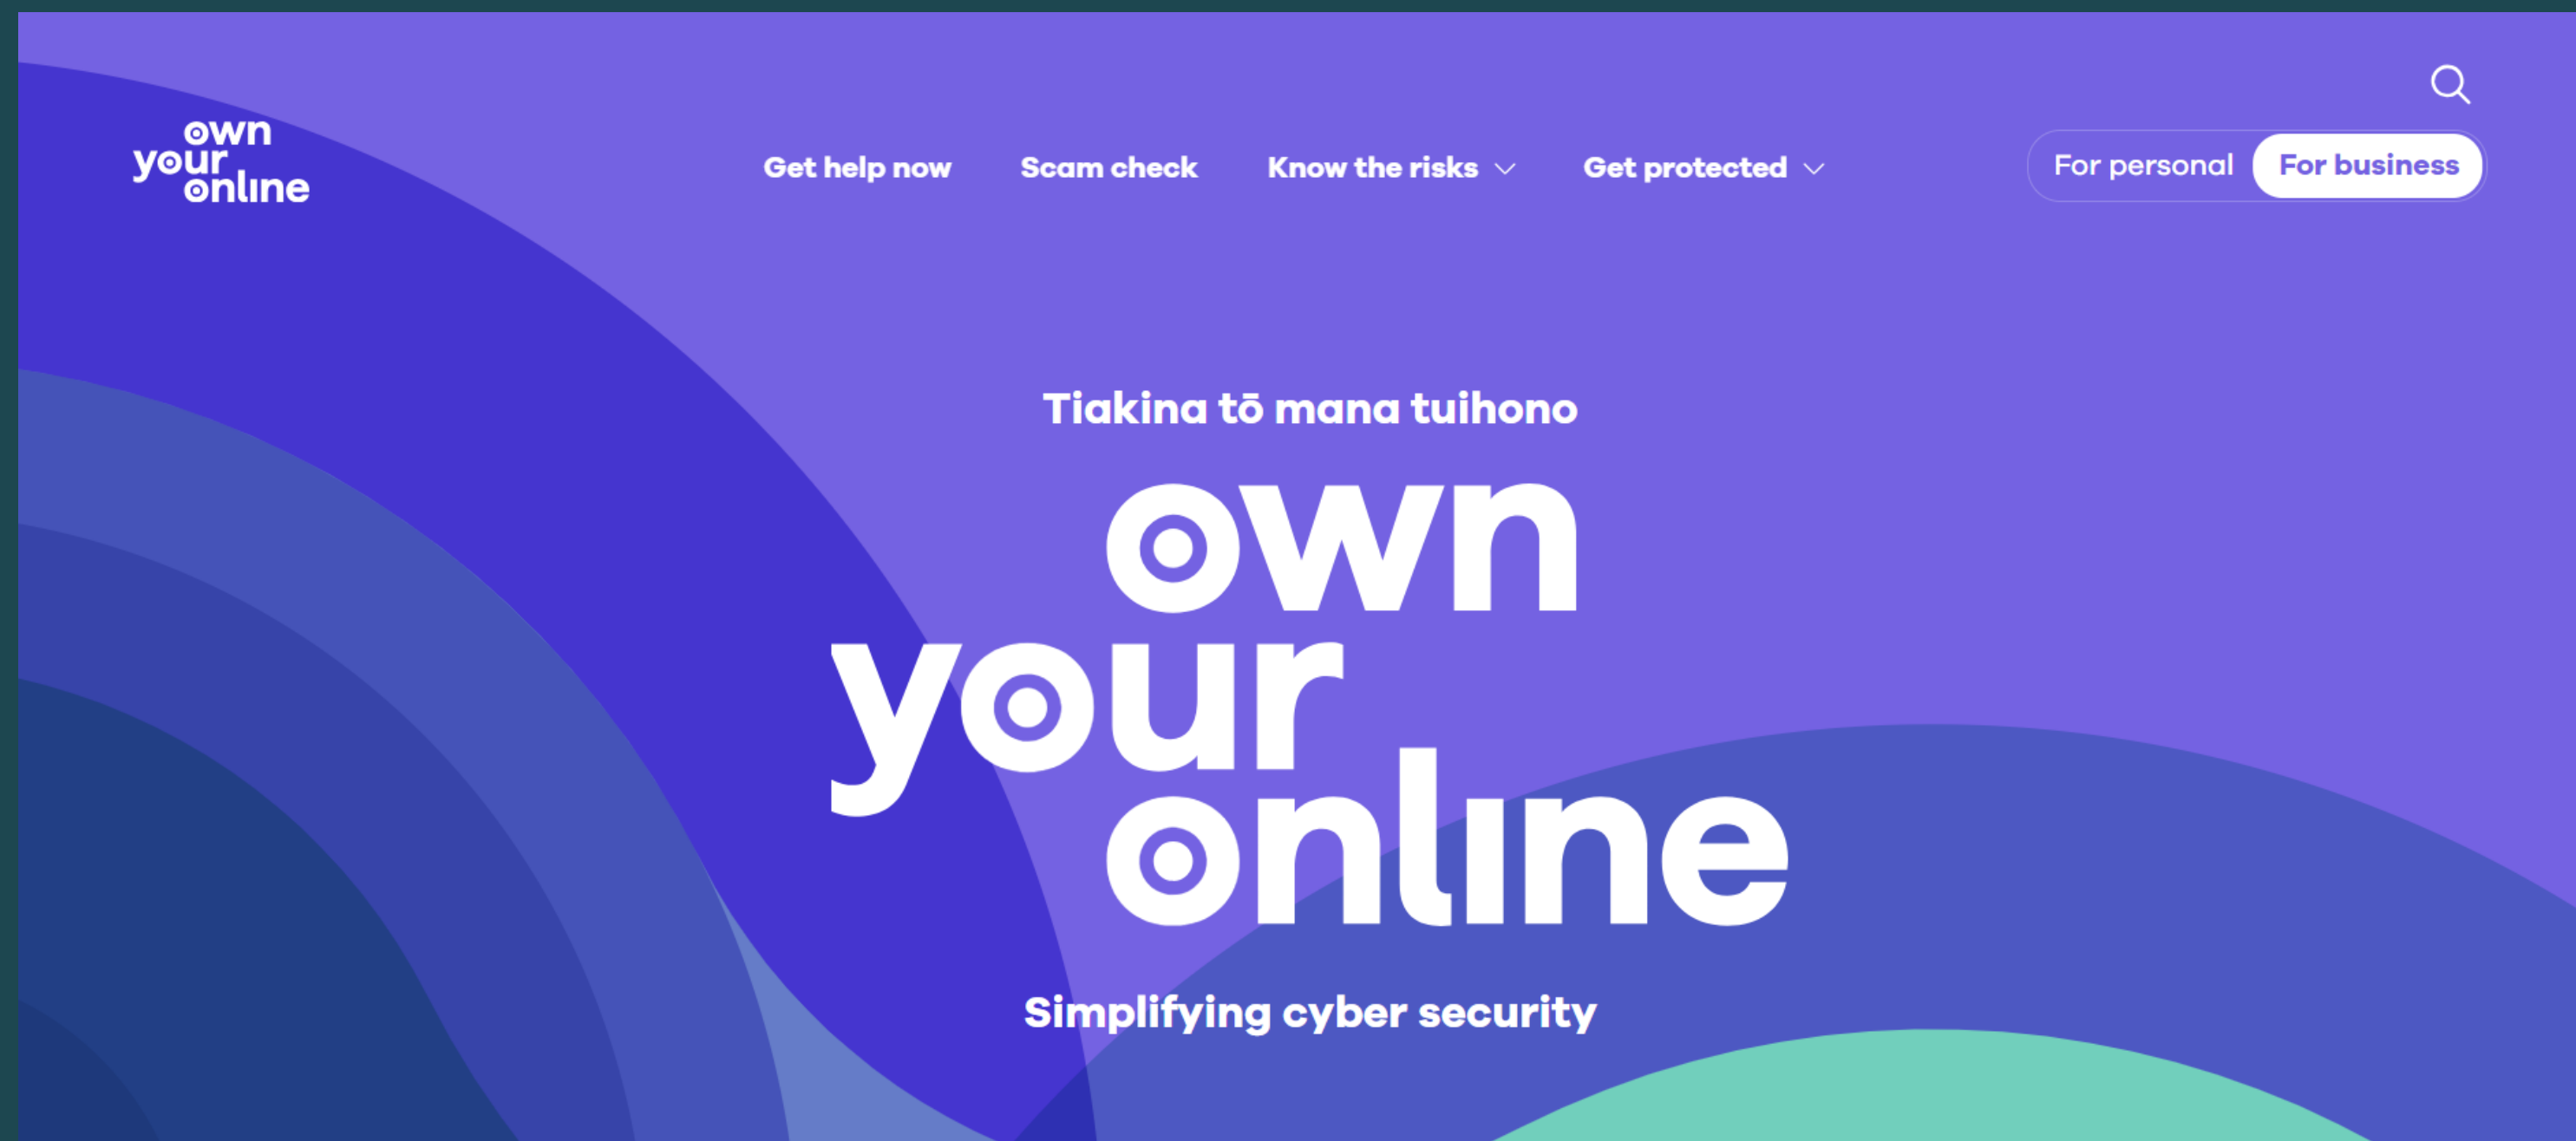 own
your
online
Get help now
Scam check
Know the risks
Get protected
For personal
For business
Tiakina tō mana tuihono
own
your
online
Simplifying cyber security